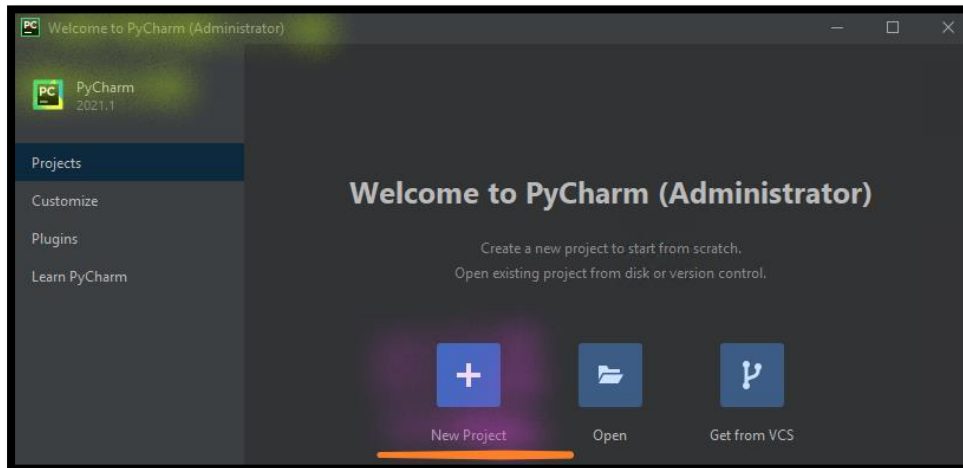 Welcome to PyCharm (Administrator)
PyCharm
2021.1
Projects
Customize
Plugins
Learn PyCharm
Welcome to PyCharm (Administrator)
Create a new project to start from scratch.
Open existing project from disk or version control.
New Project
Open
Get from VCS